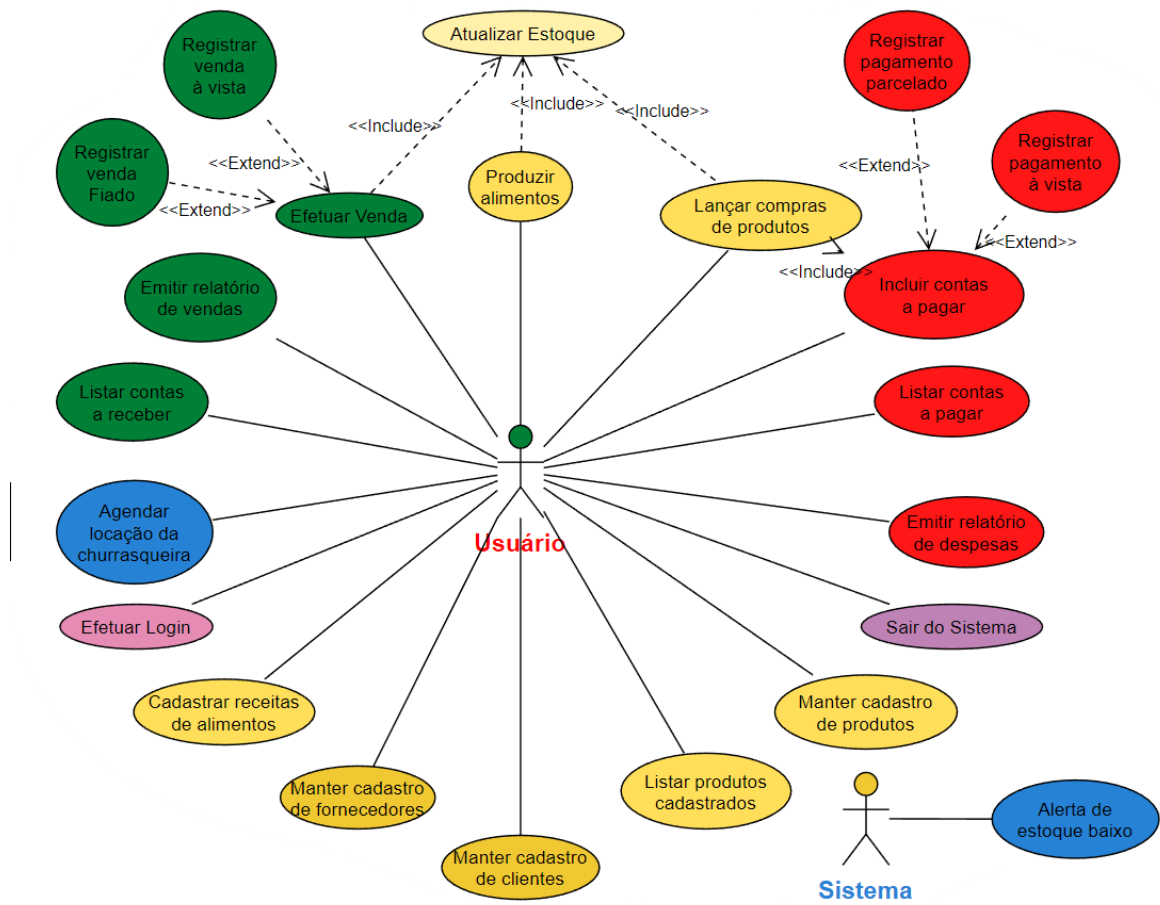 Registrar
venda
à vista
Atualizar Estoque
Registrar
pagamento
parcelado
<<Include>>
<<Include>>
<<Include>>
Registrar
venda
Fiado
<<Extend>>
<<Extend>>
Efetuar Venda
Produzir
alimentos
Lançar compras
de produtos
<<Extend>>
Registrar
pagamento
à vista
<<Extend>>
<<Include>>
Emitir relatório
de vendas
Incluir contas
a pagar
Listar contas
a receber
Listar contas
a pagar
Agendar
locação da
churrasqueira
Usuário
Emitir relatório
de despesas
Efetuar Login
Sair do Sistema
Cadastrar receitas
de alimentos
Manter cadastro
de produtos
Manter cadastro
de fornecedores
Listar produtos
cadastrados
Manter cadastro
de clientes
Alerta de
estoque baixo
Sistema